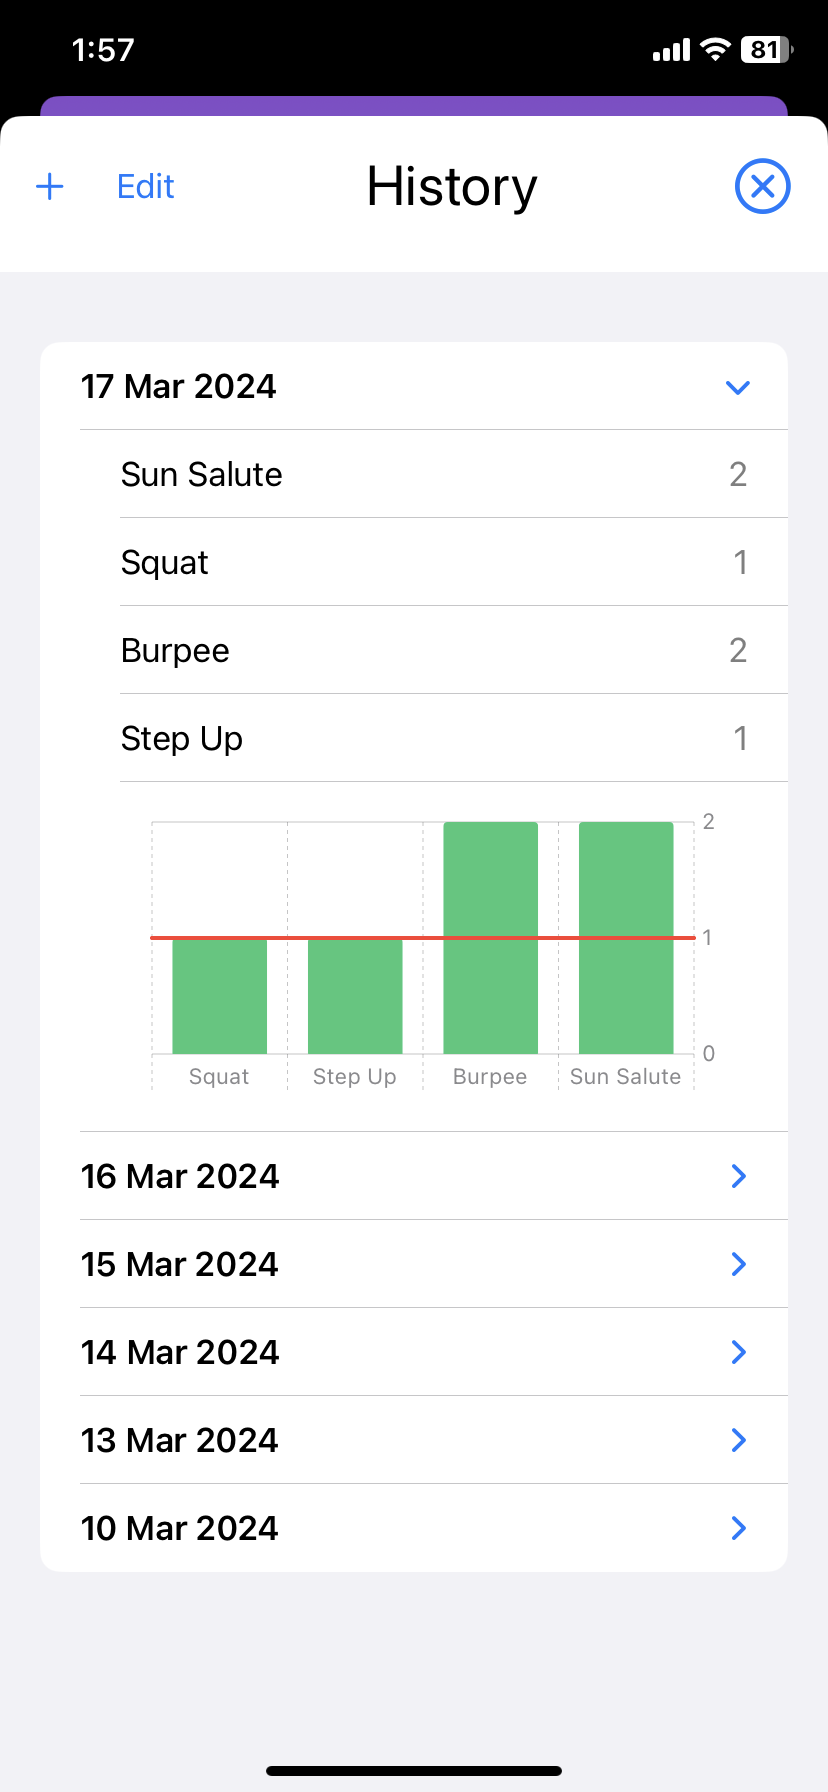 1:57
81
+ Edit History
17 Mar 2024
Sun Salute 2
Squat 1
Burpee 2
Step Up 1
2
1
0
Squat Step Up Burpee Sun Salute
16 Mar 2024
15 Mar 2024
14 Mar 2024
13 Mar 2024
10 Mar 2024